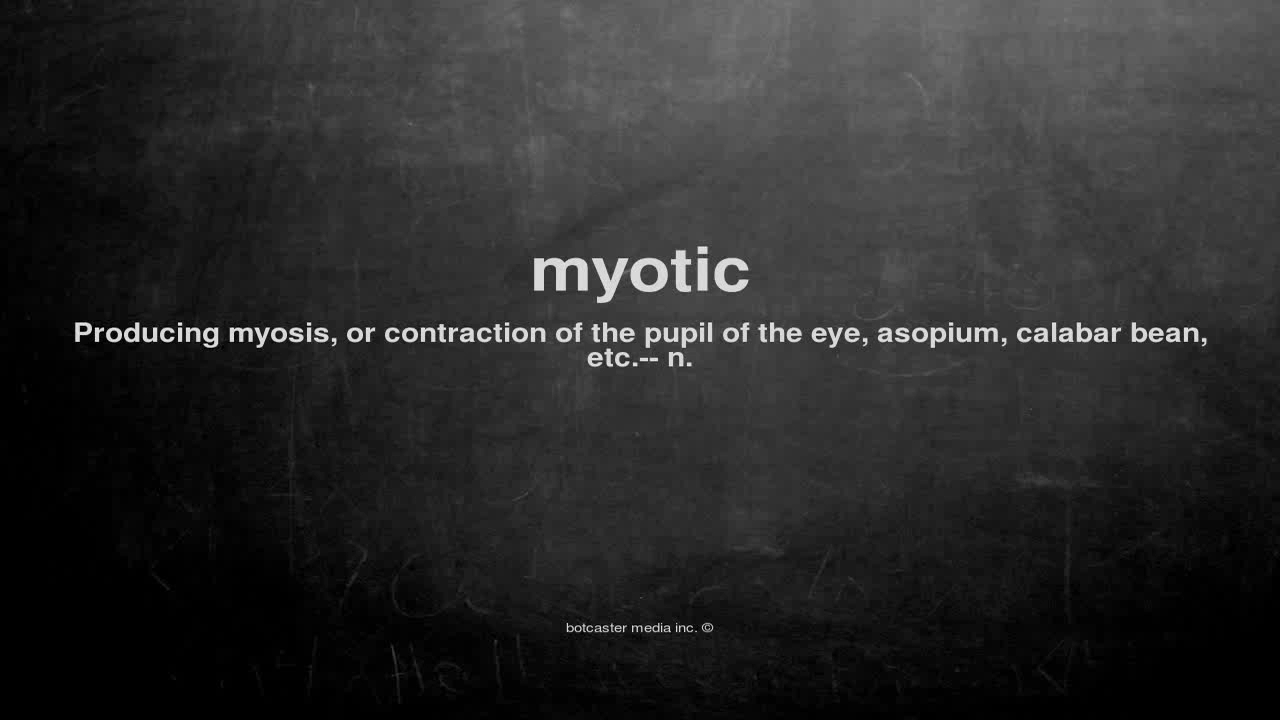 myotic
Producing myosis, or contraction of the pupil of the eye, asopium, calabar bean,
etc.-- n.
botcaster media inc. ©